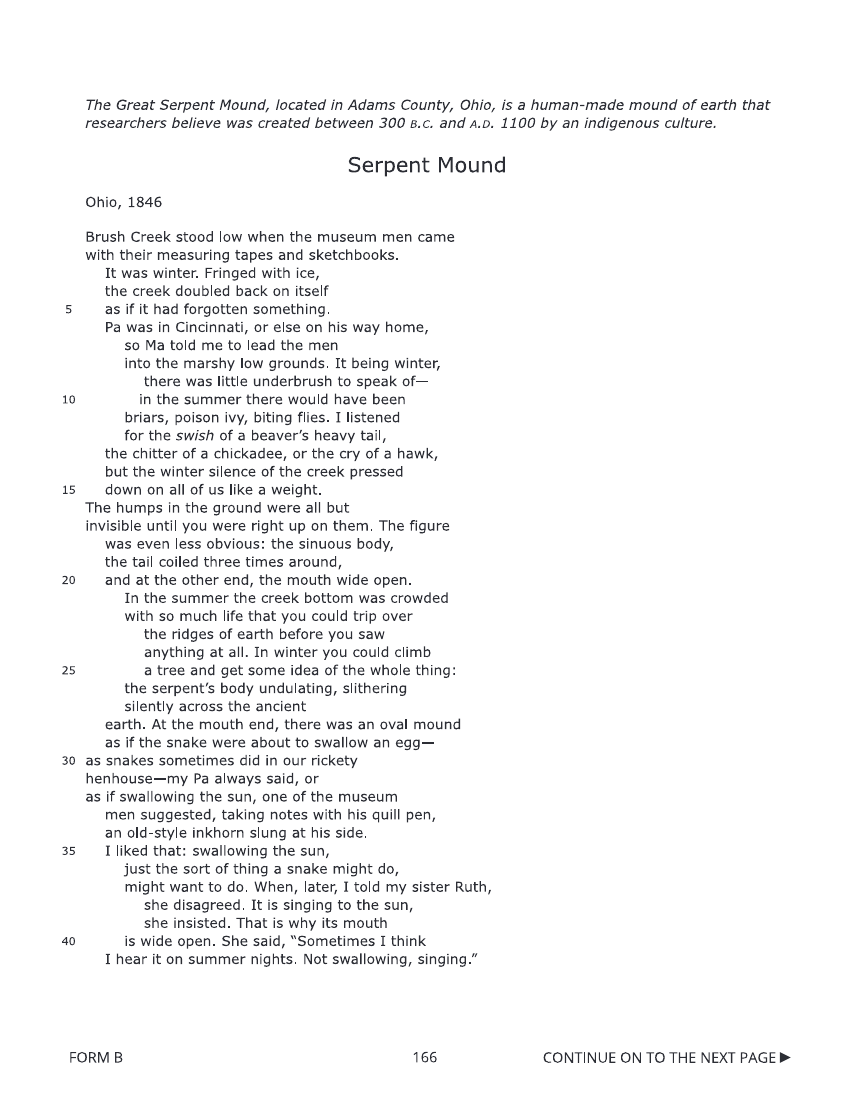 The Great Serpent Mound, located in Adams County, Ohio, is a human-made mound of earth that
researchers believe was created between 300 B.C. and A.D. 1100 by an indigenous culture.
Serpent Mound
Ohio, 1846
Brush Creek stood low when the museum men came
with their measuring tapes and sketchbooks.
It was winter. Fringed with ice,
the creek doubled back on itself
5 as if it had forgotten something.
Pa was in Cincinnati, or else on his way home,
so Ma told me to lead the men
into the marshy low grounds. It being winter,
there was little underbrush to speak of—
10 in the summer there would have been
briars, poison ivy, biting flies. I listened
for the swish of a beaver’s heavy tail,
the chitter of a chickadee, or the cry of a hawk,
but the winter silence of the creek pressed
15 down on all of us like a weight.
The humps in the ground were all but
invisible until you were right up on them. The figure
was even less obvious: the sinuous body,
the tail coiled three times around,
20 and at the other end, the mouth wide open.
In the summer the creek bottom was crowded
with so much life that you could trip over
the ridges of earth before you saw
anything at all. In winter you could climb
25 a tree and get some idea of the whole thing:
the serpent’s body undulating, slithering
silently across the ancient
earth. At the mouth end, there was an oval mound
as if the snake were about to swallow an egg—
30 as snakes sometimes did in our rickety
henhouse—my Pa always said, or
as if swallowing the sun, one of the museum
men suggested, taking notes with his quill pen,
an old-style inkhorn slung at his side.
35 I liked that: swallowing the sun,
just the sort of thing a snake might do,
might want to do. When, later, I told my sister Ruth,
she disagreed. It is singing to the sun,
she insisted. That is why its mouth
40 is wide open. She said, “Sometimes I think
I hear it on summer nights. Not swallowing, singing.”
FORM B 166 CONTINUE ON TO THE NEXT PAGE ►